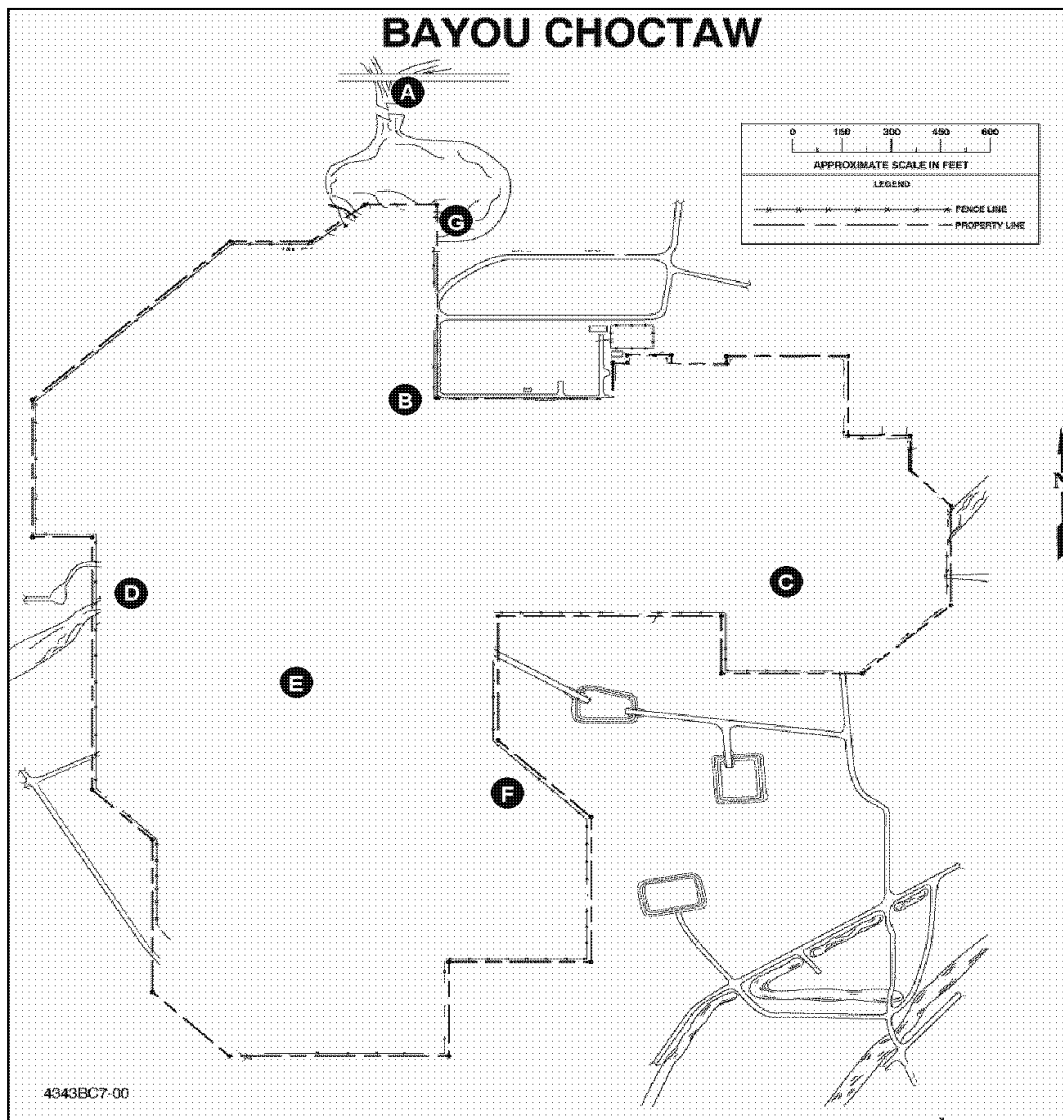 BAYOU CHOCTAW
A
0 150 300 450 600
APPROXIMATE SCALE IN FEET
LEGEND
FENCE LINE
PROPERTY LINE
G
B
N
C
D
E
F
4343BC7-00